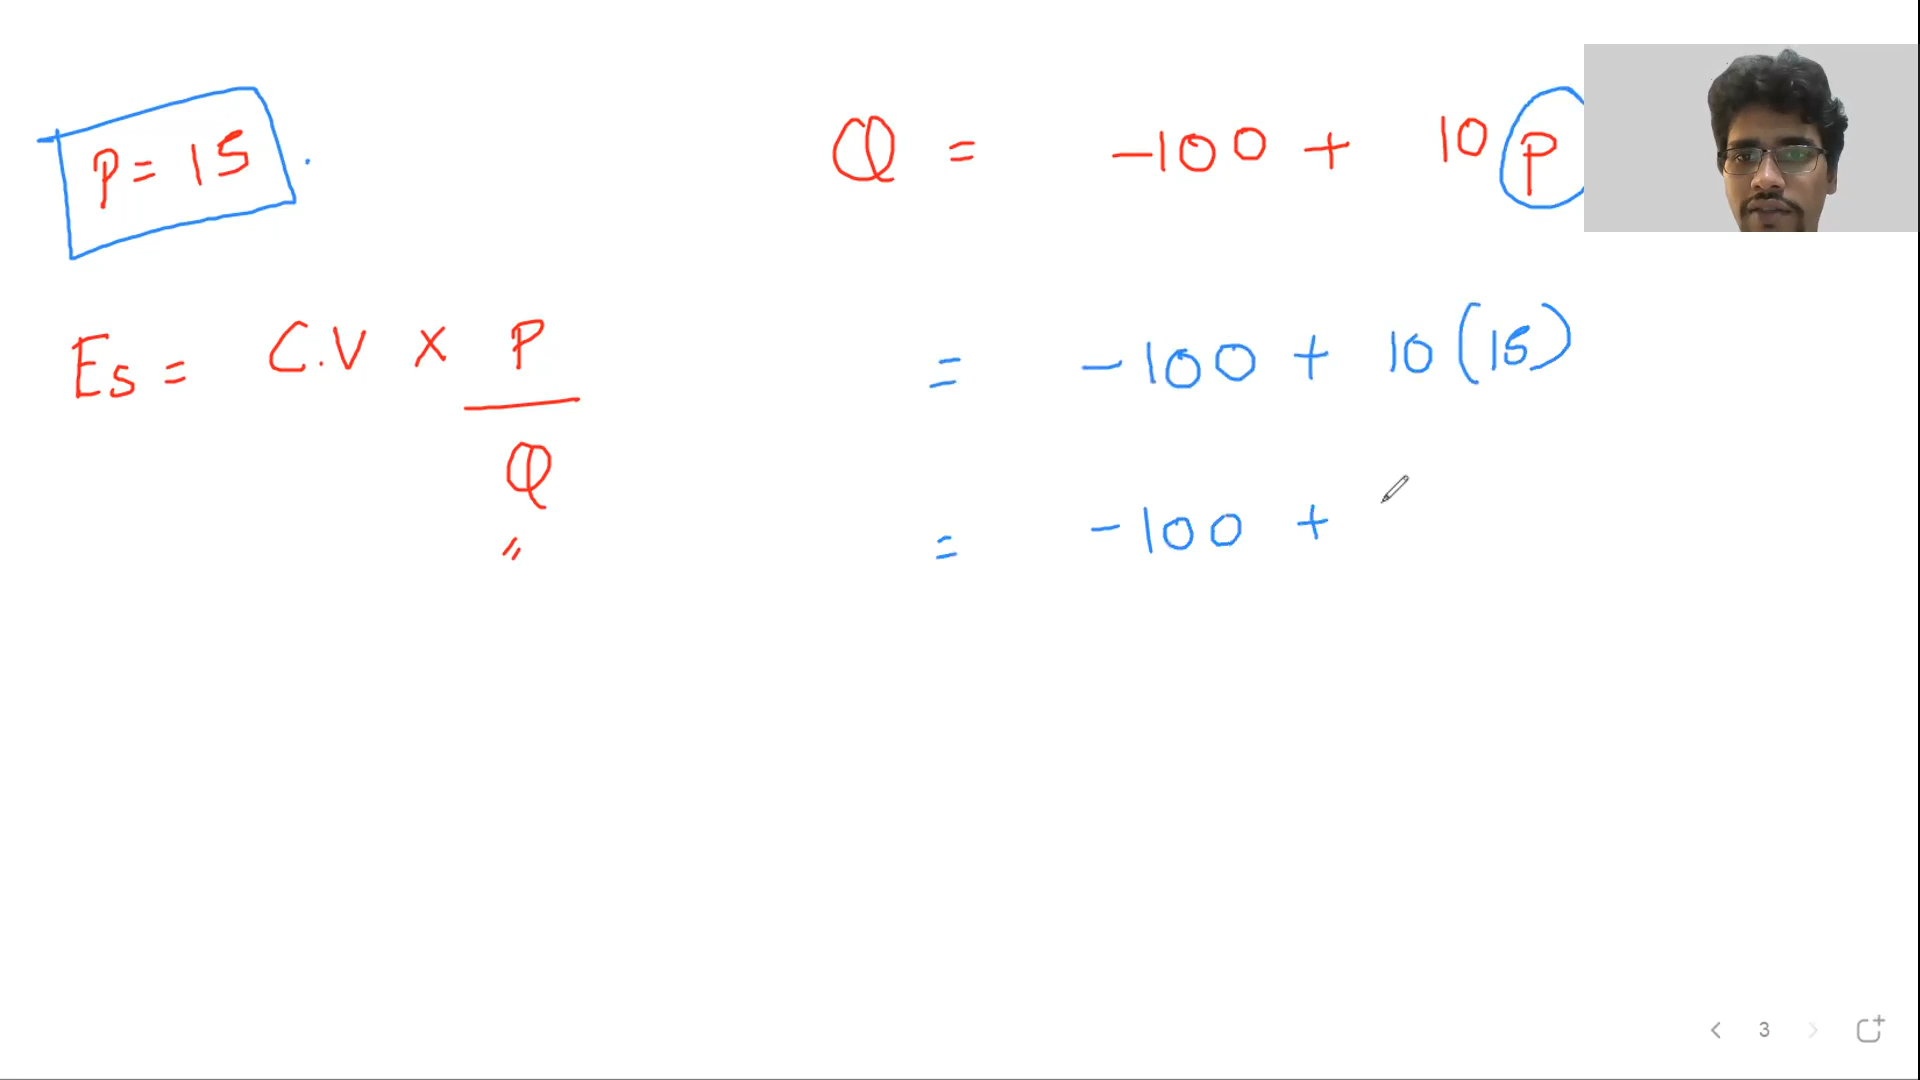 P = 15 .
Q = -100 + 10 P
Es = C.V X P
Q
"
= -100 + 10 (15)
= -100 +
3